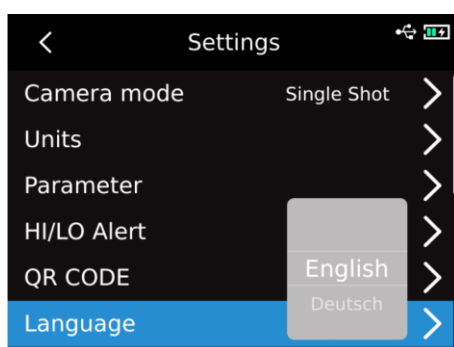 Settings
Camera mode Single Shot
Units
Parameter
HI/LO Alert
QR CODE
English
Deutsch
Language